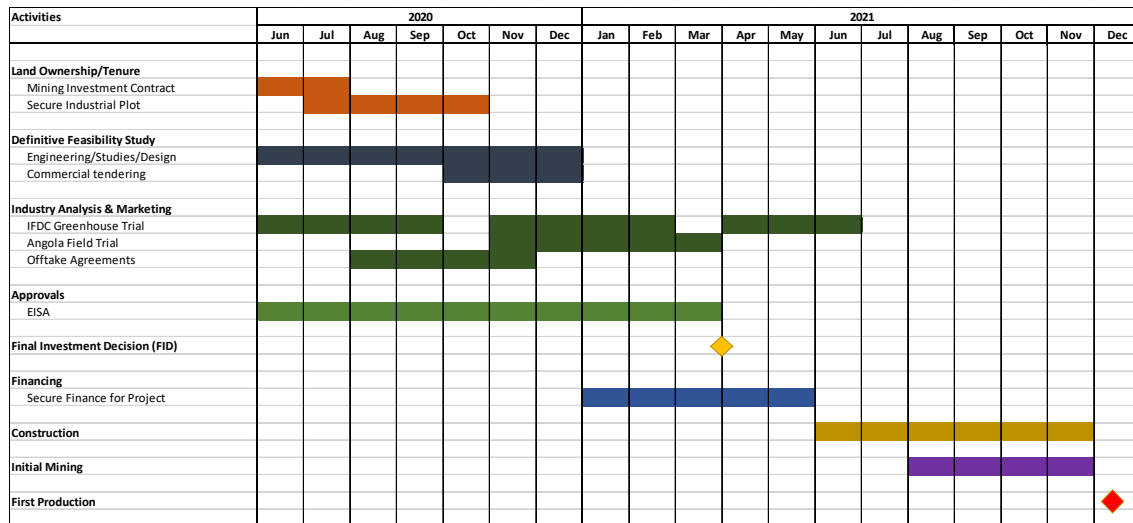 Activities 2020 2021
Jun Jul Aug Sep Oct Nov Dec Jan Feb Mar Apr May Jun Jul Aug Sep Oct Nov Dec
Land Ownership/Tenure
Mining Investment Contract
Secure Industrial Plot
Definitive Feasibility Study
Engineering/Studies/Design
Commercial tendering
Industry Analysis & Marketing
IFDC Greenhouse Trial
Angola Field Trial
Offtake Agreements
Approvals
EISA
Final Investment Decision (FID)
Financing
Secure Finance for Project
Construction
Initial Mining
First Production